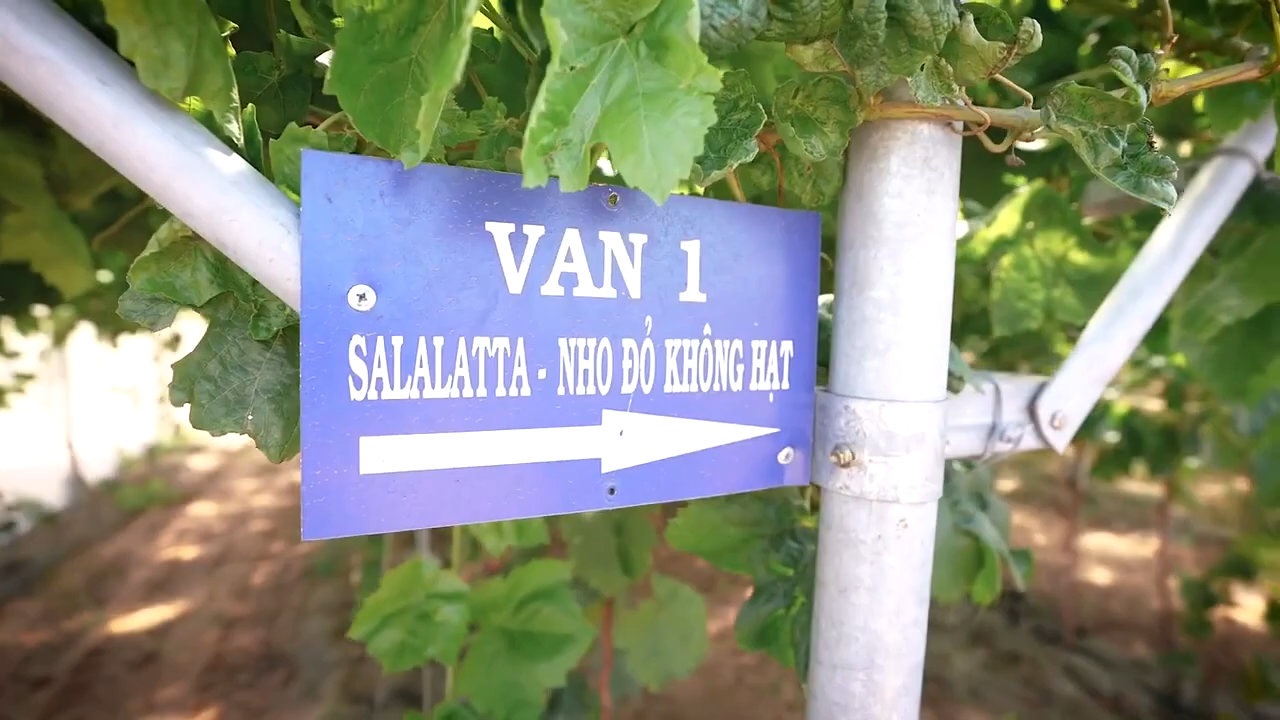 VAN 1
SALALATTA - NHO ĐỎ KHÔNG HẠT